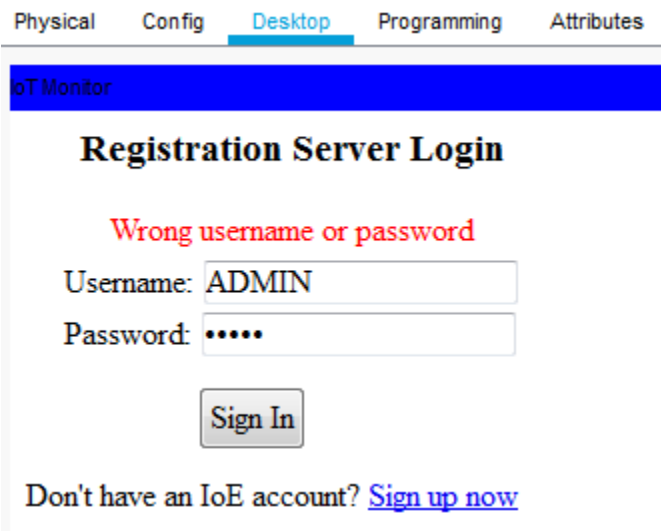 Physical Config Desktop Programming Attributes
IoT Monitor
Registration Server Login
Wrong username or password
Username: ADMIN
Password: •••••
Sign In
Don't have an IoE account? Sign up now